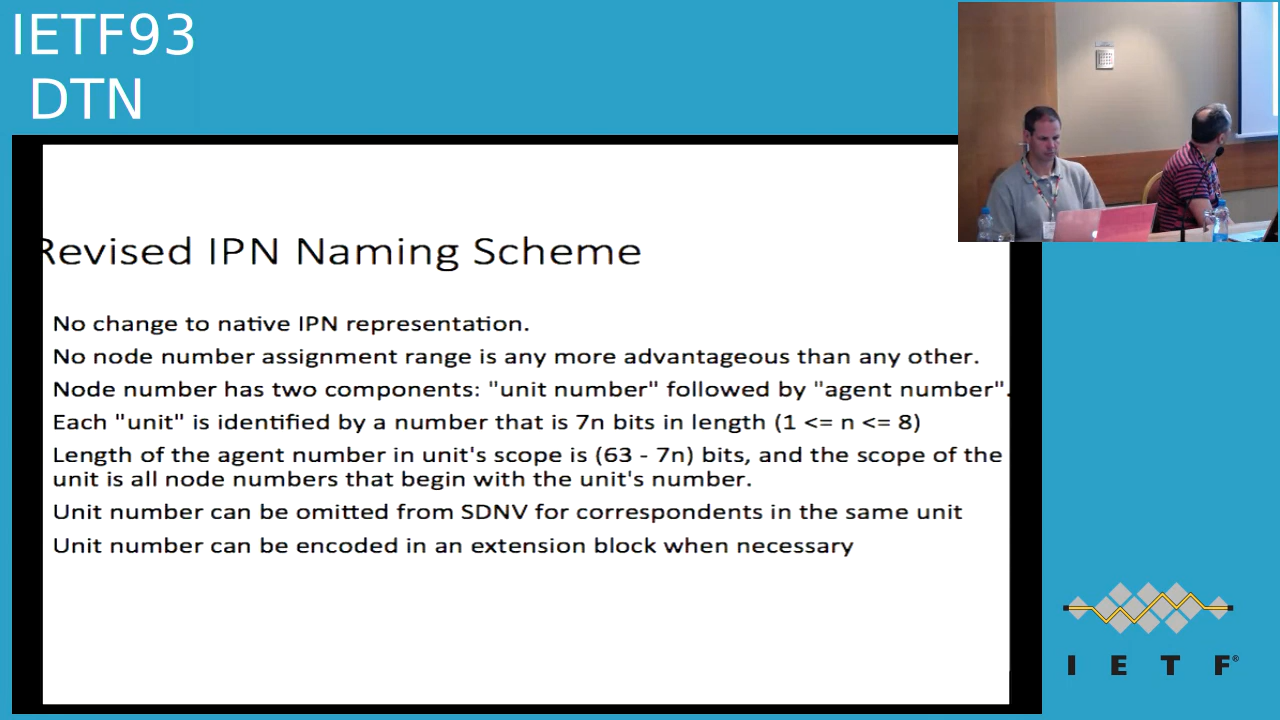 IETF93
DTN
Revised IPN Naming Scheme
No change to native IPN representation.
No node number assignment range is any more advantageous than any other.
Node number has two components: "unit number" followed by "agent number".
Each "unit" is identified by a number that is 7n bits in length (1 <= n <= 8)
Length of the agent number in unit's scope is (63 - 7n) bits, and the scope of the
unit is all node numbers that begin with the unit's number.
Unit number can be omitted from SDNV for correspondents in the same unit
Unit number can be encoded in an extension block when necessary
I E T F®